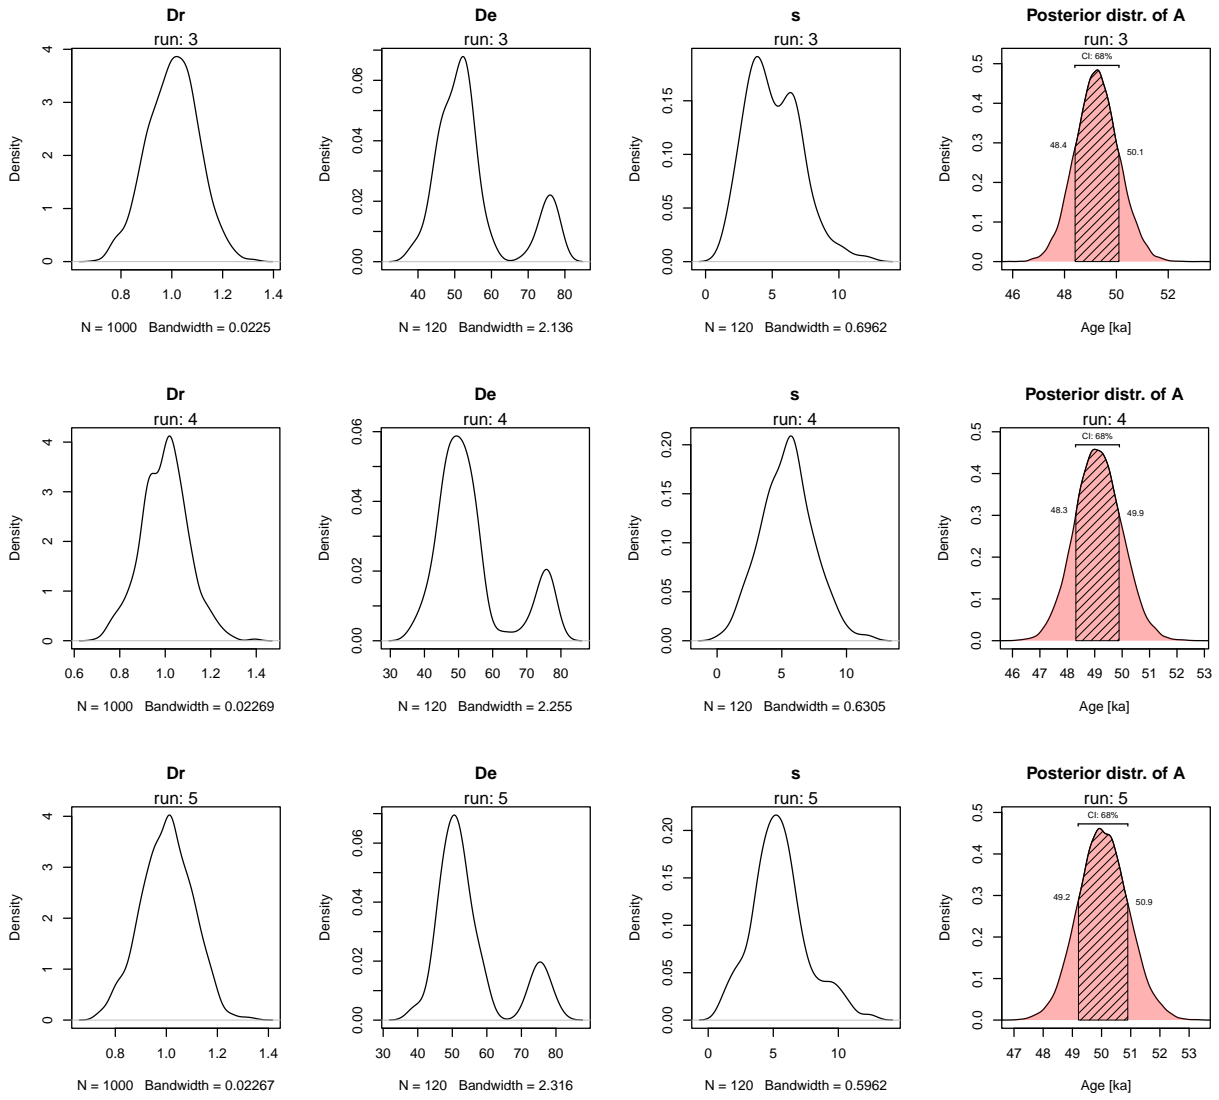 Dr
run: 3
Density
0
1
2
3
4
0.8
1.0
1.2
1.4
N = 1000 Bandwidth = 0.0225
De
run: 3
Density
0.00
0.02
0.04
0.06
40
50
60
70
80
N = 120 Bandwidth = 2.136
s
run: 3
Density
0.00
0.05
0.10
0.15
0
5
10
N = 120 Bandwidth = 0.6962
Posterior distr. of A
run: 3
CI: 68%
48.4
50.1
Density
0.0
0.1
0.2
0.3
0.4
0.5
46
48
50
52
Age [ka]
Dr
run: 4
Density
0
1
2
3
4
0.6
0.8
1.0
1.2
1.4
N = 1000 Bandwidth = 0.02269
De
run: 4
Density
0.00
0.02
0.04
0.06
30
40
50
60
70
80
N = 120 Bandwidth = 2.255
s
run: 4
Density
0.00
0.05
0.10
0.15
0.20
0
5
10
N = 120 Bandwidth = 0.6305
Posterior distr. of A
run: 4
CI: 68%
48.3
49.9
Density
0.0
0.1
0.2
0.3
0.4
0.5
46
47
48
49
50
51
52
53
Age [ka]
Dr
run: 5
Density
0
1
2
3
4
0.8
1.0
1.2
1.4
N = 1000 Bandwidth = 0.02267
De
run: 5
Density
0.00
0.02
0.04
0.06
30
40
50
60
70
80
N = 120 Bandwidth = 2.316
s
run: 5
Density
0.00
0.05
0.10
0.15
0.20
0
5
10
N = 120 Bandwidth = 0.5962
Posterior distr. of A
run: 5
CI: 68%
49.2
50.9
Density
0.0
0.1
0.2
0.3
0.4
0.5
47
48
49
50
51
52
53
Age [ka]